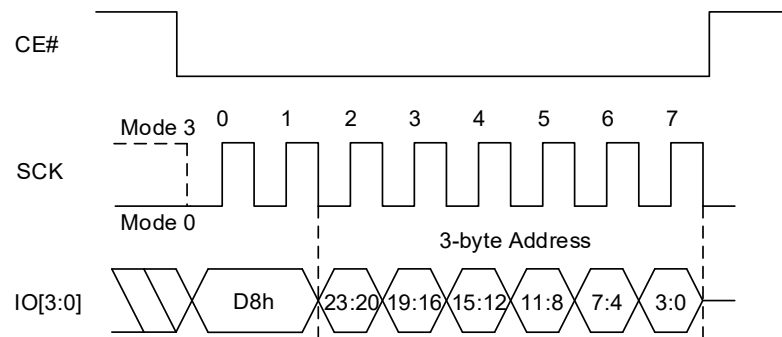 CE#
Mode 3
0 1 2 3 4 5 6 7
SCK
Mode 0
3-byte Address
IO[3:0]
D8h 23:20 19:16 15:12 11:8 7:4 3:0